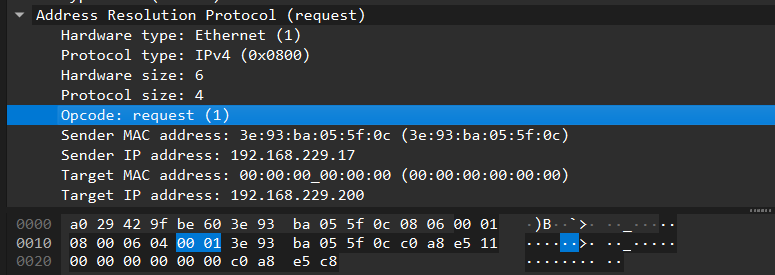 Address Resolution Protocol (request)
Hardware type: Ethernet (1)
Protocol type: IPv4 (0x0800)
Hardware size: 6
Protocol size: 4
Opcode: request (1)
Sender MAC address: 3e:93:ba:05:5f:0c (3e:93:ba:05:5f:0c)
Sender IP address: 192.168.229.17
Target MAC address: 00:00:00_00:00:00 (00:00:00:00:00:00)
Target IP address: 192.168.229.200
0000 a0 29 42 9f be 60 3e 93 ba 05 5f 0c 08 06 00 01 ·)B··`>· ··_·····
0010 08 00 06 04 00 01 3e 93 ba 05 5f 0c c0 a8 e5 11 ······>· ··_·····
0020 00 00 00 00 00 00 c0 a8 e5 c8 ········ ··